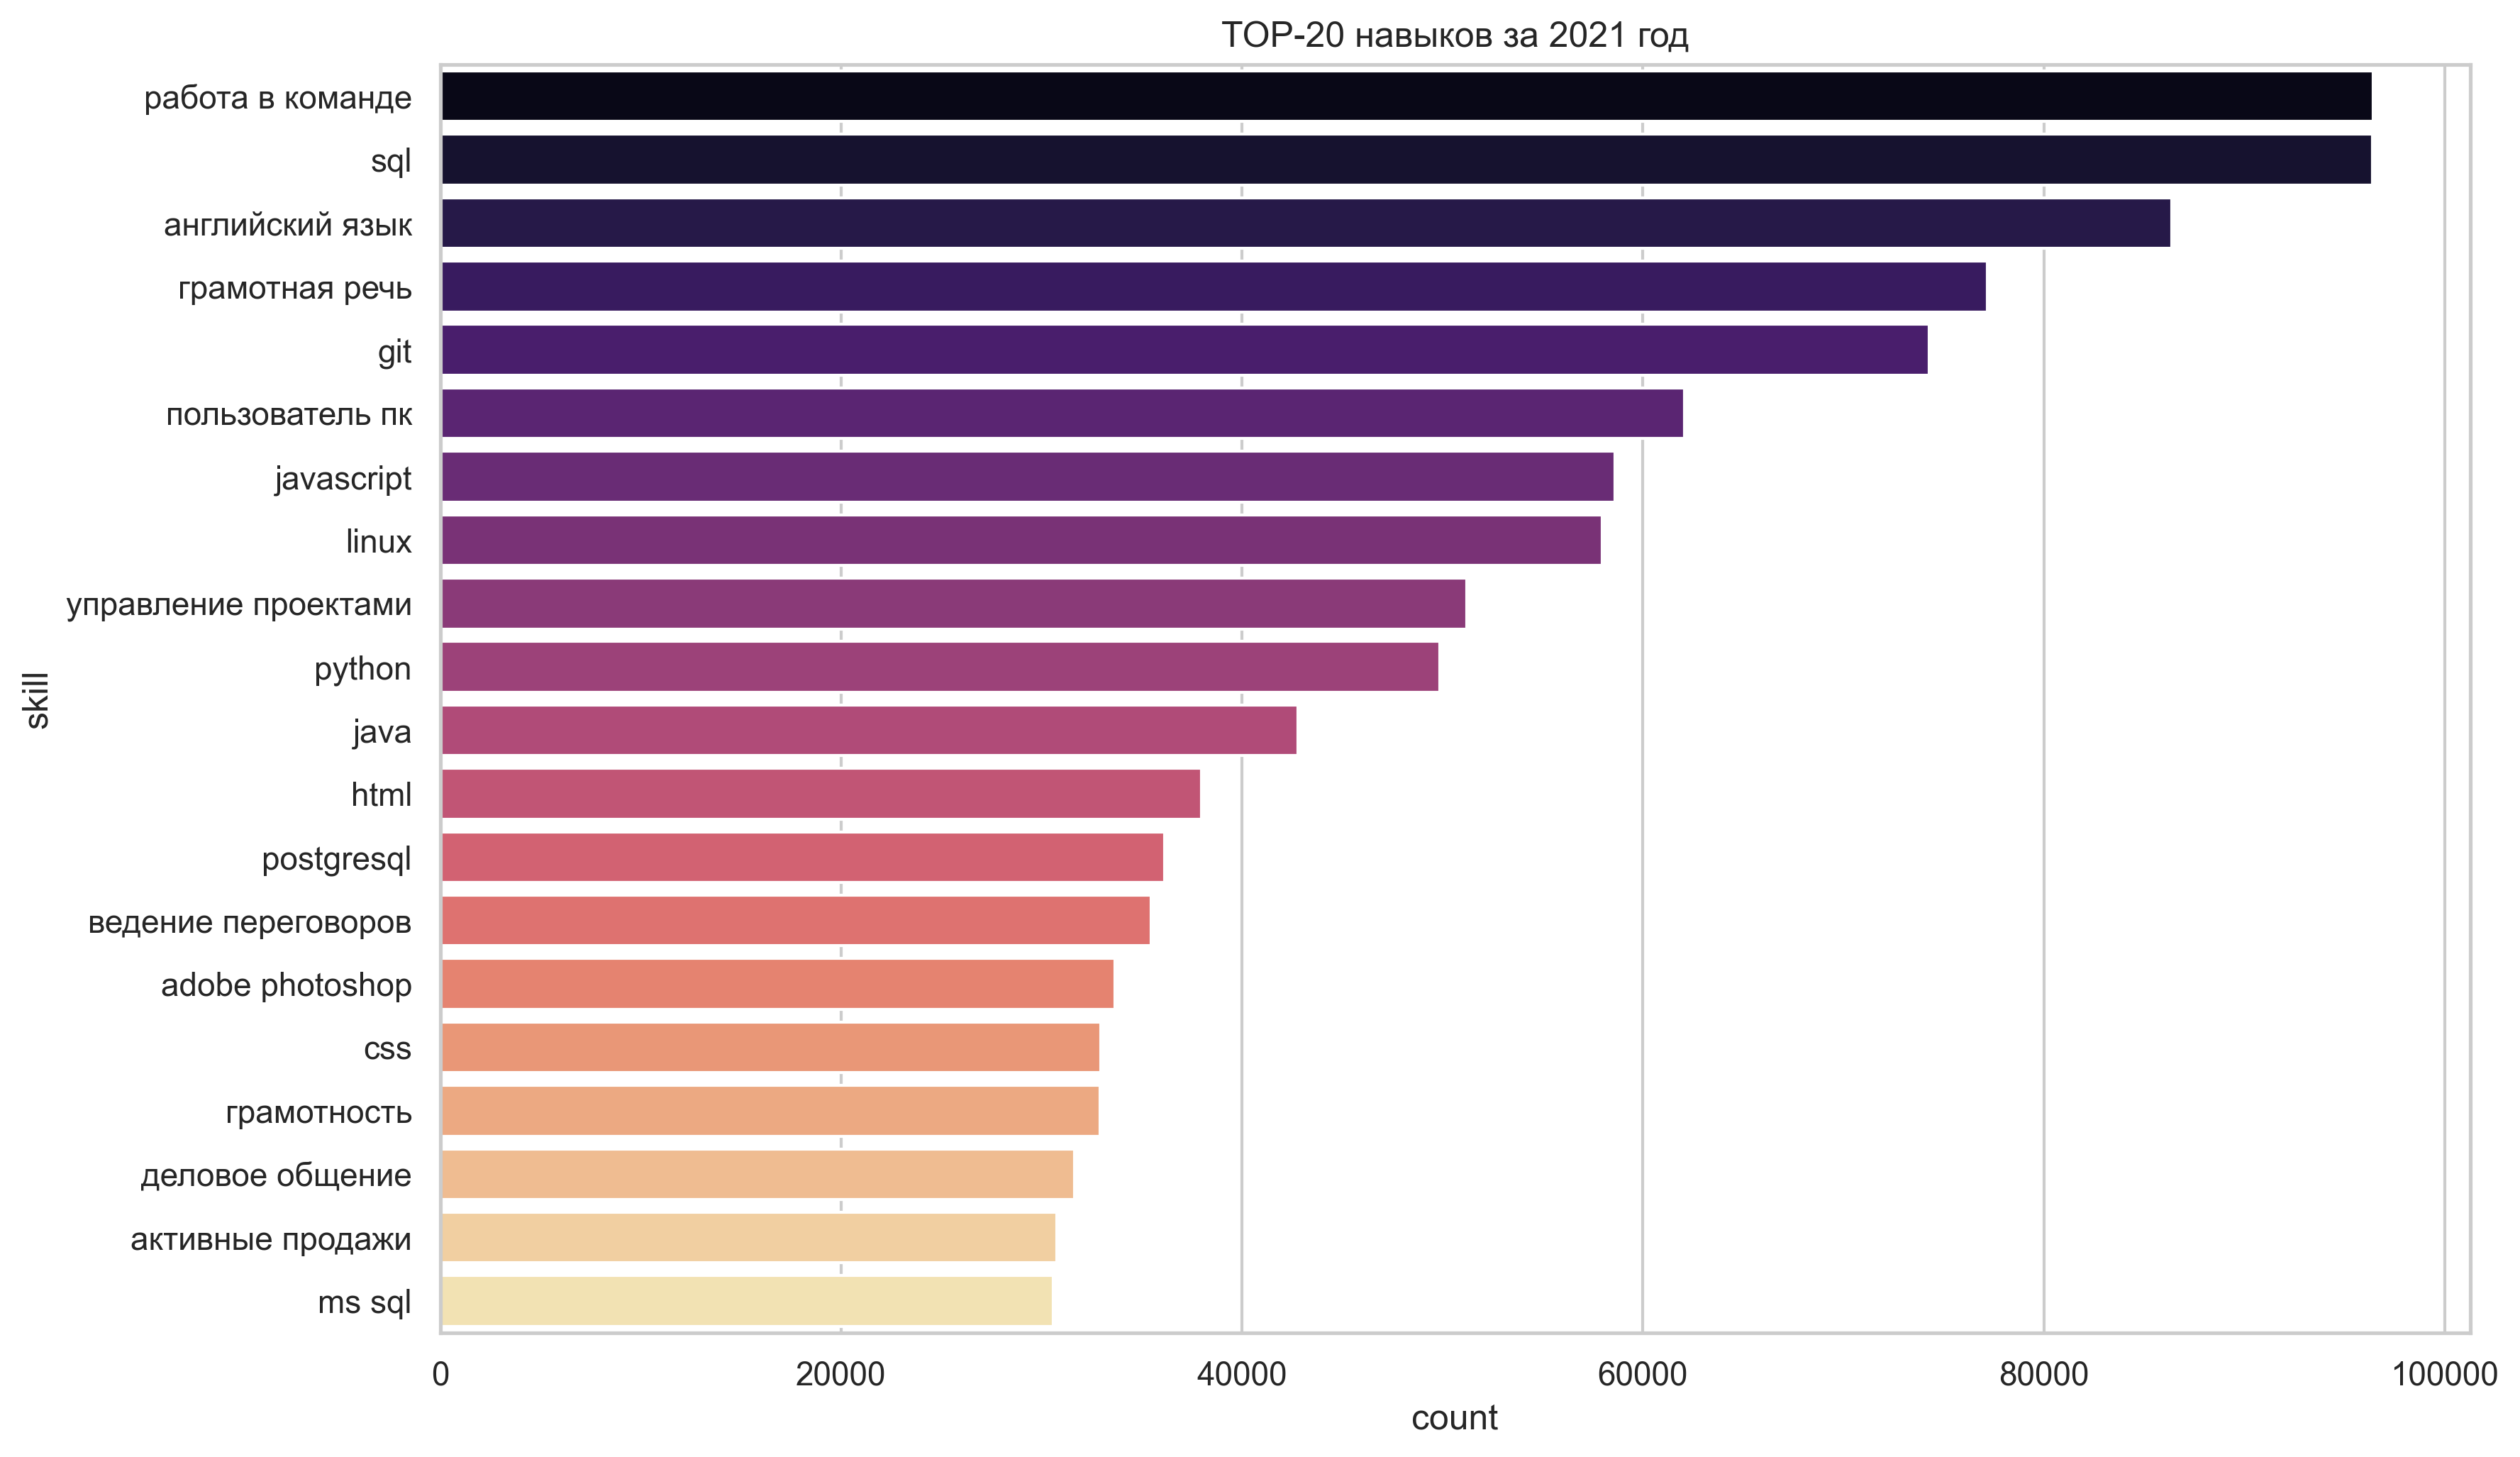 TOP-20 навыков за 2021 год
работа в команде
sql
английский язык
грамотная речь
git
пользователь пк
javascript
linux
управление проектами
python
java
html
postgresql
ведение переговоров
adobe photoshop
css
грамотность
деловое общение
активные продажи
ms sql
skill
0 20000 40000 60000 80000 100000
count